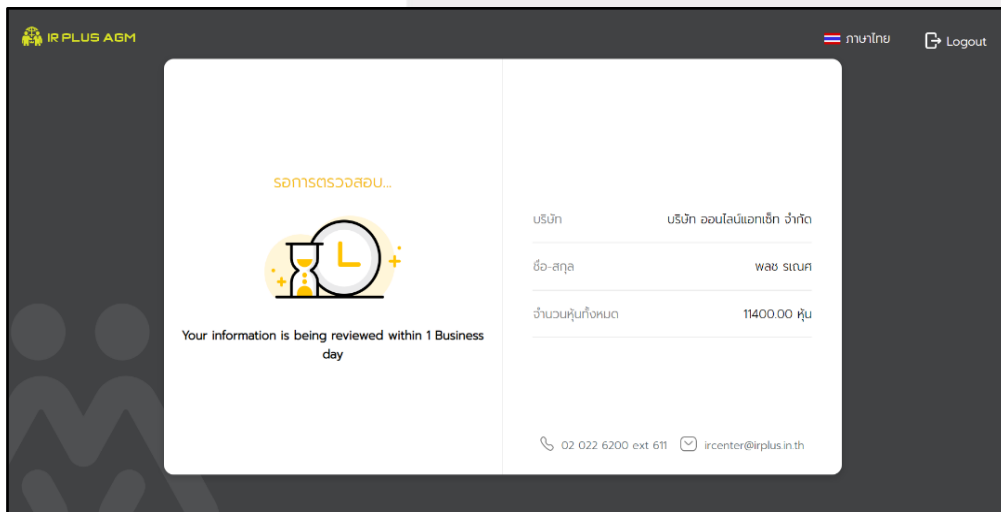 IR PLUS AGM
ภาษาไทย
Logout
รอการตรวจสอบ...
Your information is being reviewed within 1 Business
day
บริษัท บริษัท ออนไลน์แอทเซ็ท จำกัด
ชื่อ-สกุล พลช รเณศ
จำนวนหุ้นทั้งหมด 11400.00 หุ้น
02 022 6200 ext 611 ircenter@irplus.in.th